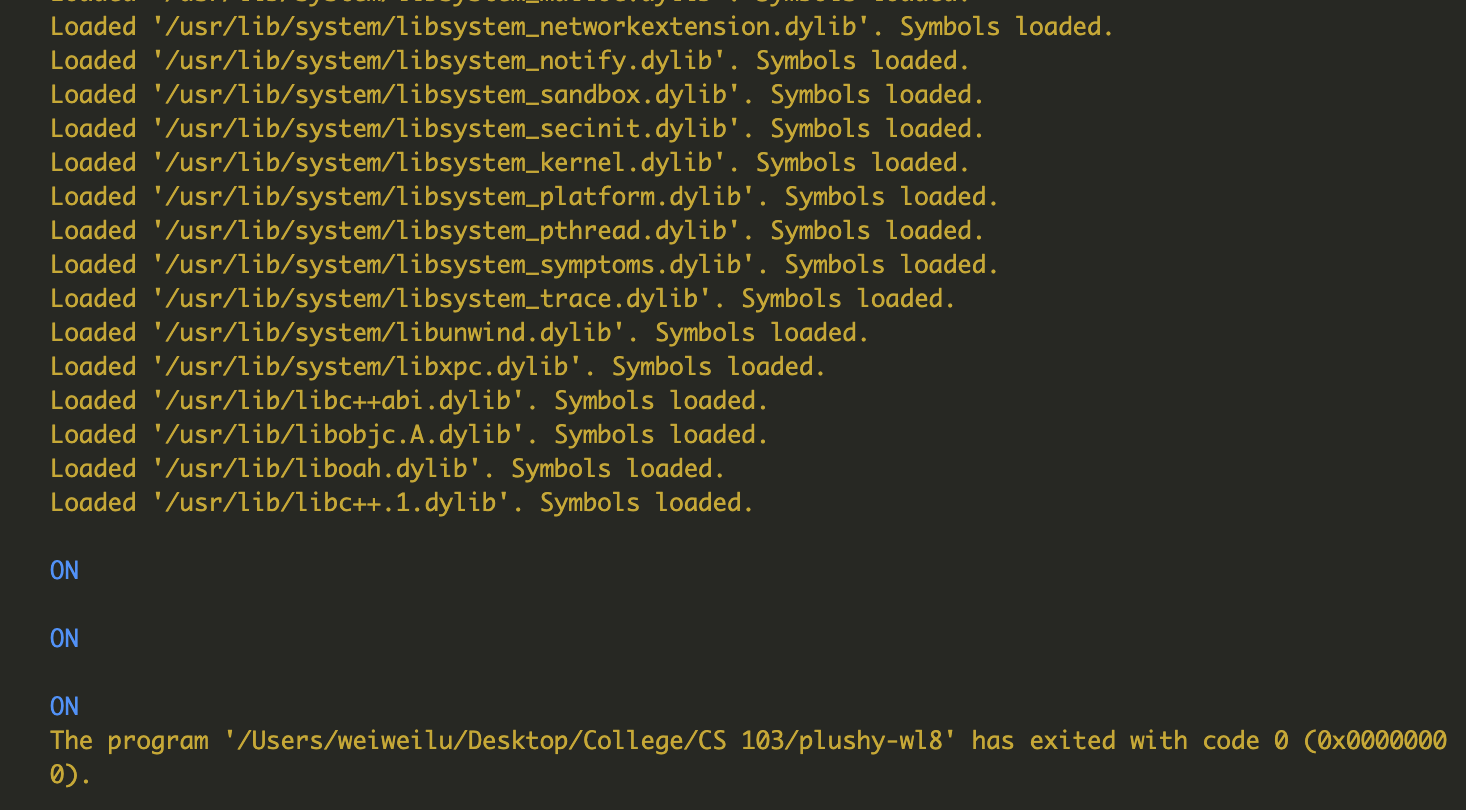 Loaded '/usr/lib/system/libsystem_networkextension.dylib'. Symbols loaded.
Loaded '/usr/lib/system/libsystem_notify.dylib'. Symbols loaded.
Loaded '/usr/lib/system/libsystem_sandbox.dylib'. Symbols loaded.
Loaded '/usr/lib/system/libsystem_secinit.dylib'. Symbols loaded.
Loaded '/usr/lib/system/libsystem_kernel.dylib'. Symbols loaded.
Loaded '/usr/lib/system/libsystem_platform.dylib'. Symbols loaded.
Loaded '/usr/lib/system/libsystem_pthread.dylib'. Symbols loaded.
Loaded '/usr/lib/system/libsystem_symptoms.dylib'. Symbols loaded.
Loaded '/usr/lib/system/libsystem_trace.dylib'. Symbols loaded.
Loaded '/usr/lib/system/libunwind.dylib'. Symbols loaded.
Loaded '/usr/lib/system/libxpc.dylib'. Symbols loaded.
Loaded '/usr/lib/libc++abi.dylib'. Symbols loaded.
Loaded '/usr/lib/libobjc.A.dylib'. Symbols loaded.
Loaded '/usr/lib/liboah.dylib'. Symbols loaded.
Loaded '/usr/lib/libc++.1.dylib'. Symbols loaded.
ON
ON
ON
The program '/Users/weiweilu/Desktop/College/CS 103/plushy-wl8' has exited with code 0 (0x0000000
0).